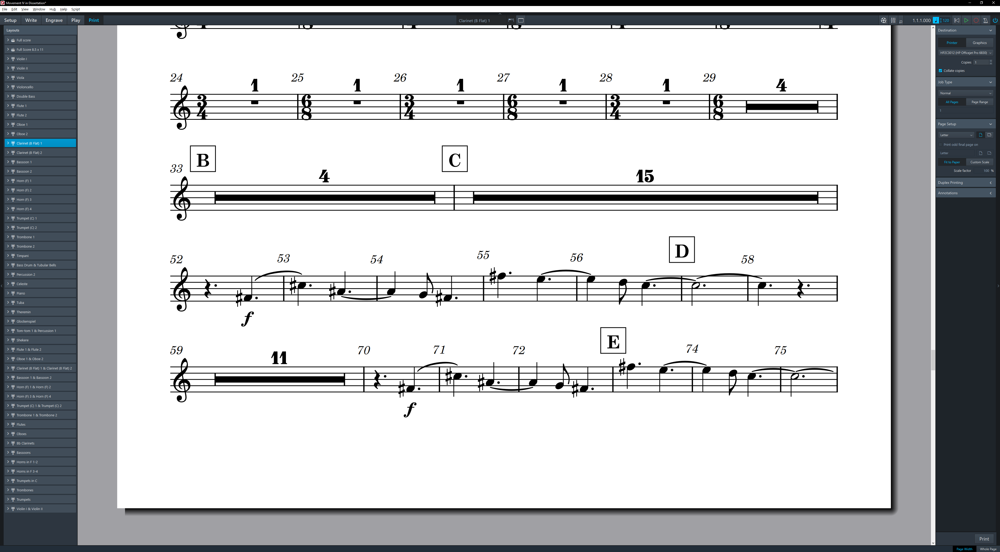 Movement IV in Dissertation*
File Edit View Window Hub Help Script
Setup Write Engrave Play Print
Clarinet (B Flat) 1
1.1.1.000 120
Layouts
Full score
Full Score 8.5 x 11
Violin I
Violin II
Viola
Violoncello
Double Bass
Flute 1
Flute 2
Oboe 1
Oboe 2
Clarinet (B Flat) 1
Clarinet (B Flat) 2
Bassoon 1
Bassoon 2
Horn (F) 1
Horn (F) 2
Horn (F) 3
Horn (F) 4
Trumpet (C) 1
Trumpet (C) 2
Trombone 1
Trombone 2
Timpani
Bass Drum & Tubular Bells
Percussion 2
Celeste
Piano
Tuba
Theremin
Glockenspiel
Tom-tom 1 & Percussion 1
Shekere
Flute 1 & Flute 2
Oboe 1 & Oboe 2
Clarinet (B Flat) 1 & Clarinet (B Flat) 2
Bassoon 1 & Bassoon 2
Horn (F) 1 & Horn (F) 2
Horn (F) 3 & Horn (F) 4
Trumpet (C) 1 & Trumpet (C) 2
Trombone 1 & Trombone 2
Flutes
Oboes
Bb Clarinets
Bassoons
Horns in F 1-2
Horns in F 3-4
Trumpets in C
Trombones
Trumpets
Violin I & Violin II
24 25 26 27 28 29
1 1 1 1 1 4
3 6 3 6 3 6
4 8 4 8 4 8
B C
33
4 15
D
52 53 54 55 56 58
f
E
59 70 71 72 74 75
11
f
Destination
Printer Graphics
HP2C3012 (HP Officejet Pro 6830)
Copies 1
Collate copies
Job Type
Normal
All Pages Page Range
1
Page Setup
Letter
Print odd final page on
Letter
Fit to Paper Custom Scale
Scale factor 100 %
Duplex Printing
Annotations
Print
Page Width Whole Page